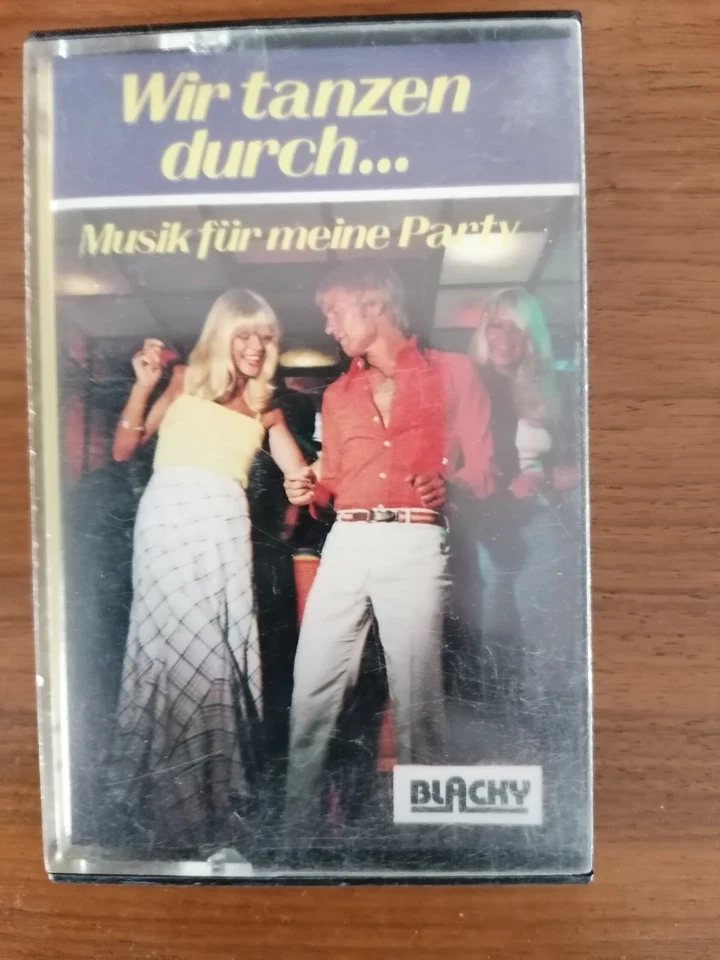 Wir tanzen
durch...
Musik für meine Party
BLACKY